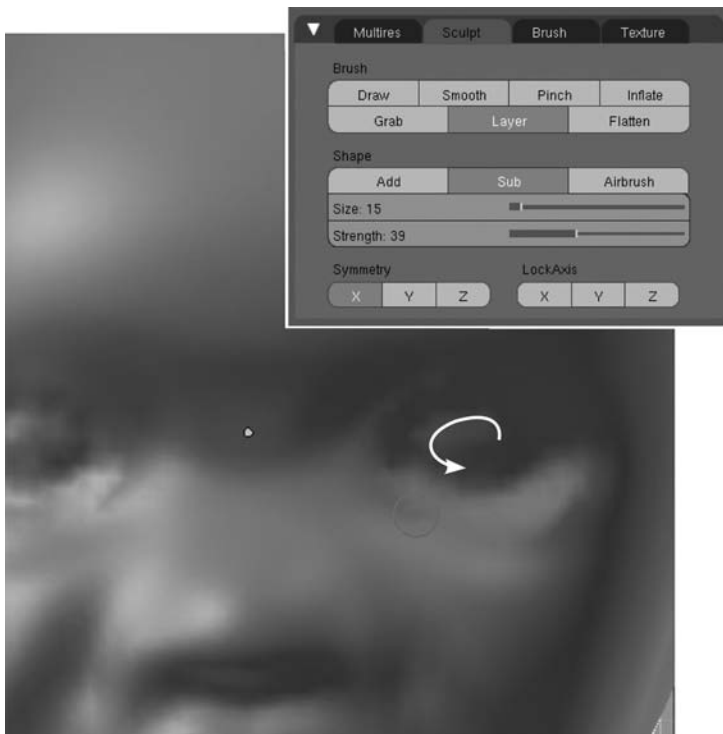 Multires Sculpt Brush Texture
Brush
Draw Smooth Pinch Inflate
Grab Layer Flatten
Shape
Add Sub Airbrush
Size: 15
Strength: 39
Symmetry LockAxis
X Y Z X Y Z